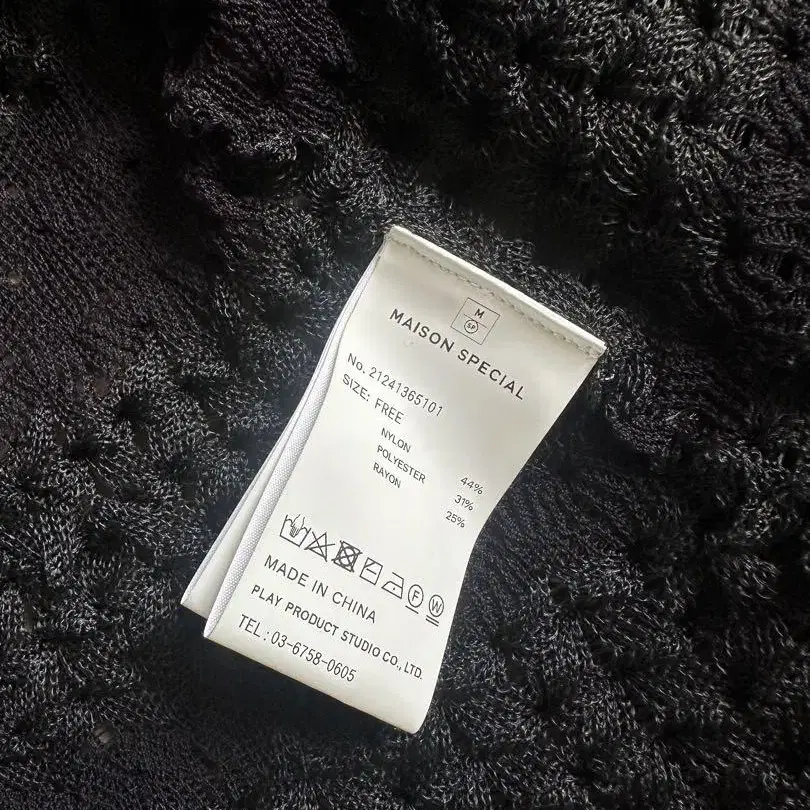 M
SP
MAISON SPECIAL
No. 21241365101
SIZE: FREE
NYLON 44%
POLYESTER 31%
RAYON 25%
F W
MADE IN CHINA
PLAY PRODUCT STUDIO CO., LTD.
TEL : 03-6758-0605